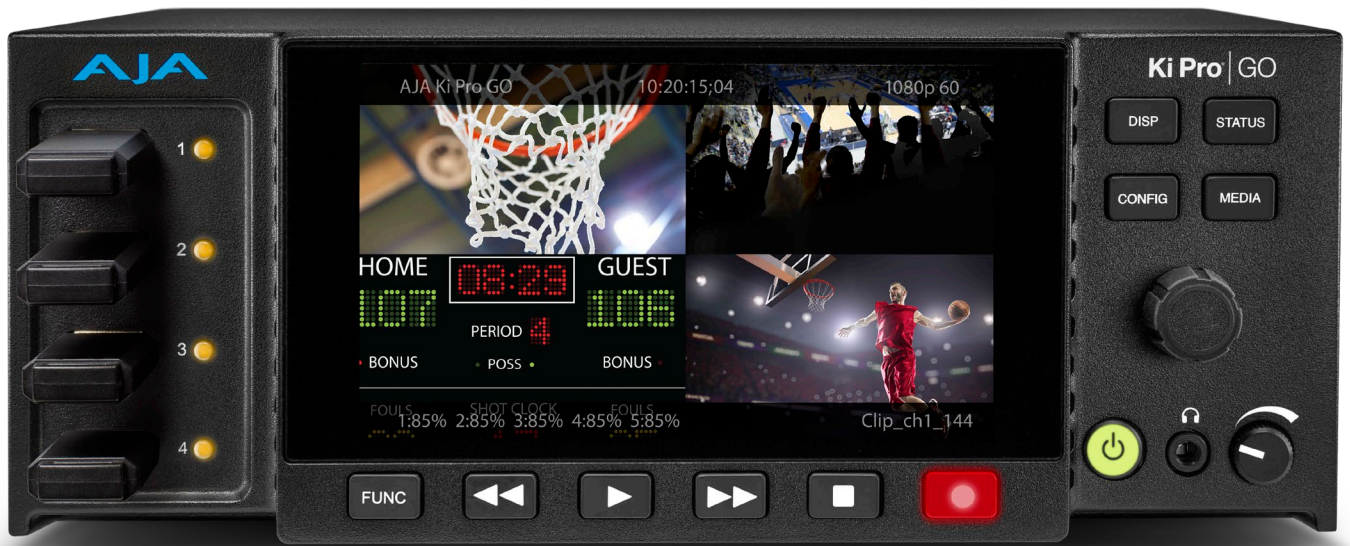 AJA
Ki Pro GO
AJA Ki Pro GO
10:20:15;04
1080p 60
1
2
3
4
HOME
08:29
GUEST
107
106
PERIOD 4
BONUS
POSS
BONUS
FOULS
SHOT CLOCK
FOULS
1:85% 2:85% 3:85% 4:85% 5:85%
Clip_ch1_144
DISP
STATUS
CONFIG
MEDIA
FUNC